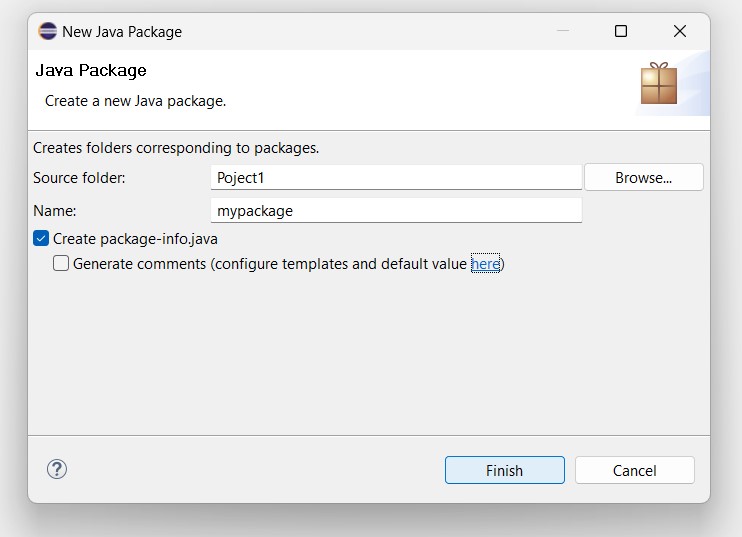 New Java Package
Java Package
Create a new Java package.
Creates folders corresponding to packages.
Source folder: Poject1 Browse...
Name: mypackage
Create package-info.java
Generate comments (configure templates and default value here)
? Finish Cancel